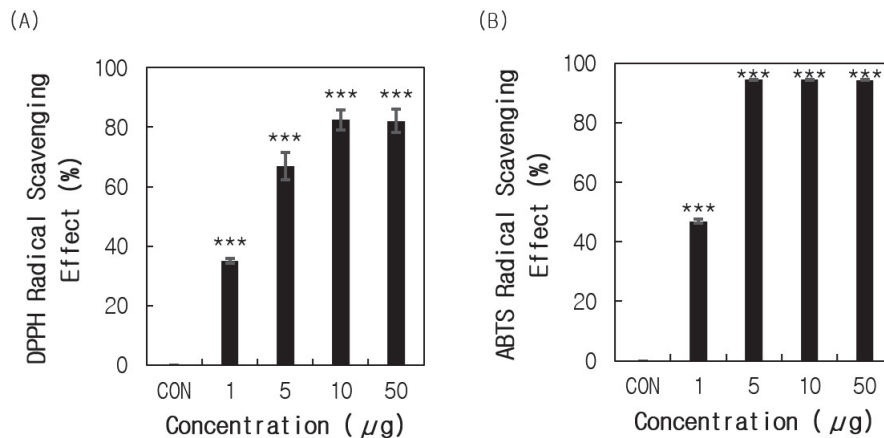 (A)
DPPH Radical Scavenging
Effect (%)
100
80
60
40
20
0
***
***
***
***
CON 1 5 10 50
Concentration ( μg)
(B)
ABTS Radical Scavenging
Effect (%)
100
80
60
40
20
0
***
***
***
***
CON 1 5 10 50
Concentration ( μg)